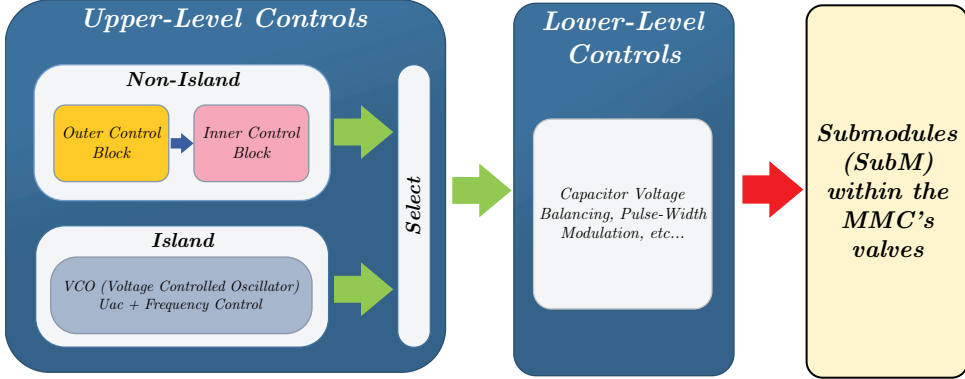 Upper-Level Controls
Non-Island
Outer Control
Block
Inner Control
Block
Island
VCO (Voltage Controlled Oscillator)
Uac + Frequency Control
Select
Lower-Level
Controls
Capacitor Voltage
Balancing, Pulse-Width
Modulation, etc...
Submodules
(SubM)
within the
MMC's
valves